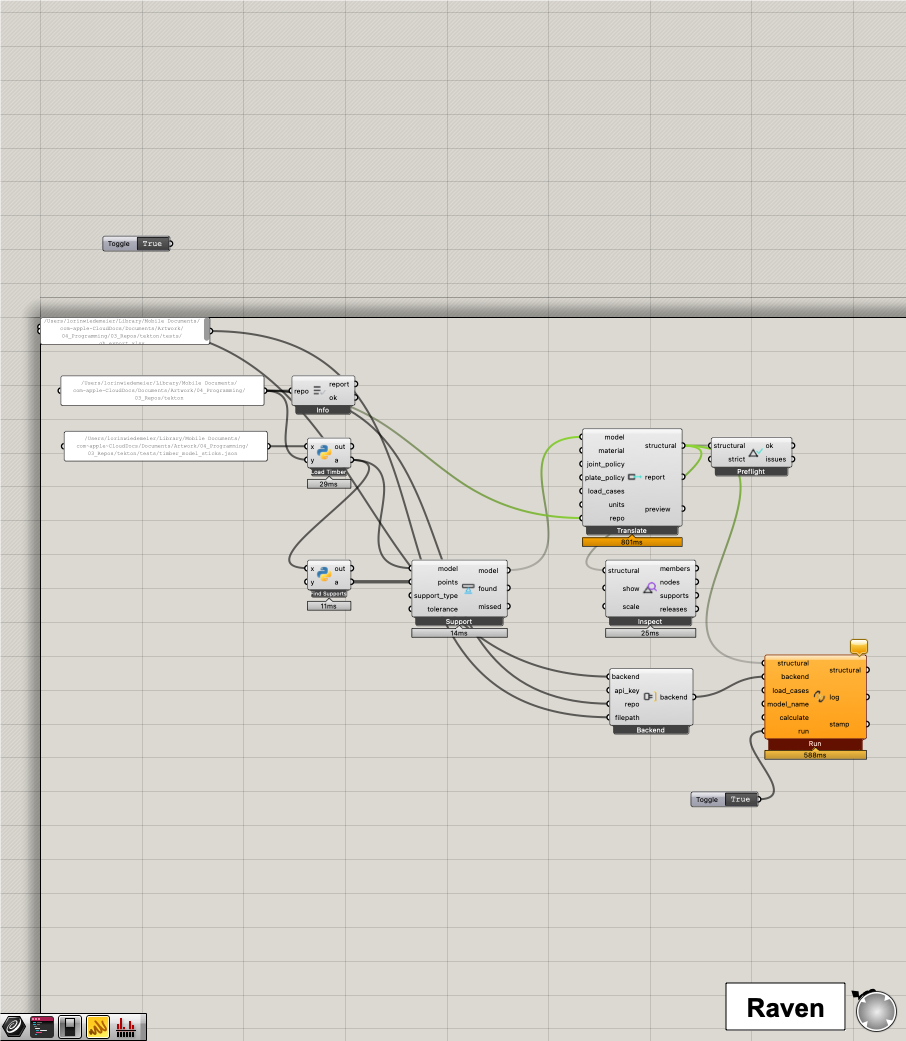 Toggle True
/Users/lorinwiedemeier/Library/Mobile Documents/
com~apple~CloudDocs/Documents/Artwork/
04_Programming/03_Repos/tekton/tests/
/Users/lorinwiedemeier/Library/Mobile Documents/
com~apple~CloudDocs/Documents/Artwork/04_Programming/
03_Repos/tekton
repo report
ok
Info
/Users/lorinwiedemeier/Library/Mobile Documents/
com~apple~CloudDocs/Documents/Artwork/04_Programming/
03_Repos/tekton/tests/timber_model_sticks.json
x out
y a
Load Timber
29ms
model
material
joint_policy
plate_policy
load_cases
units
repo
structural
report
preview
Translate
801ms
structural ok
strict issues
Preflight
x out
y a
Find Supports
11ms
model
points
support_type
tolerance
model
found
missed
Support
14ms
structural
show
scale
members
nodes
supports
releases
Inspect
25ms
backend
api_key
repo
filepath
backend
Backend
structural
backend
load_cases
model_name
calculate
run
structural
log
stamp
Run
588ms
Toggle True
Raven